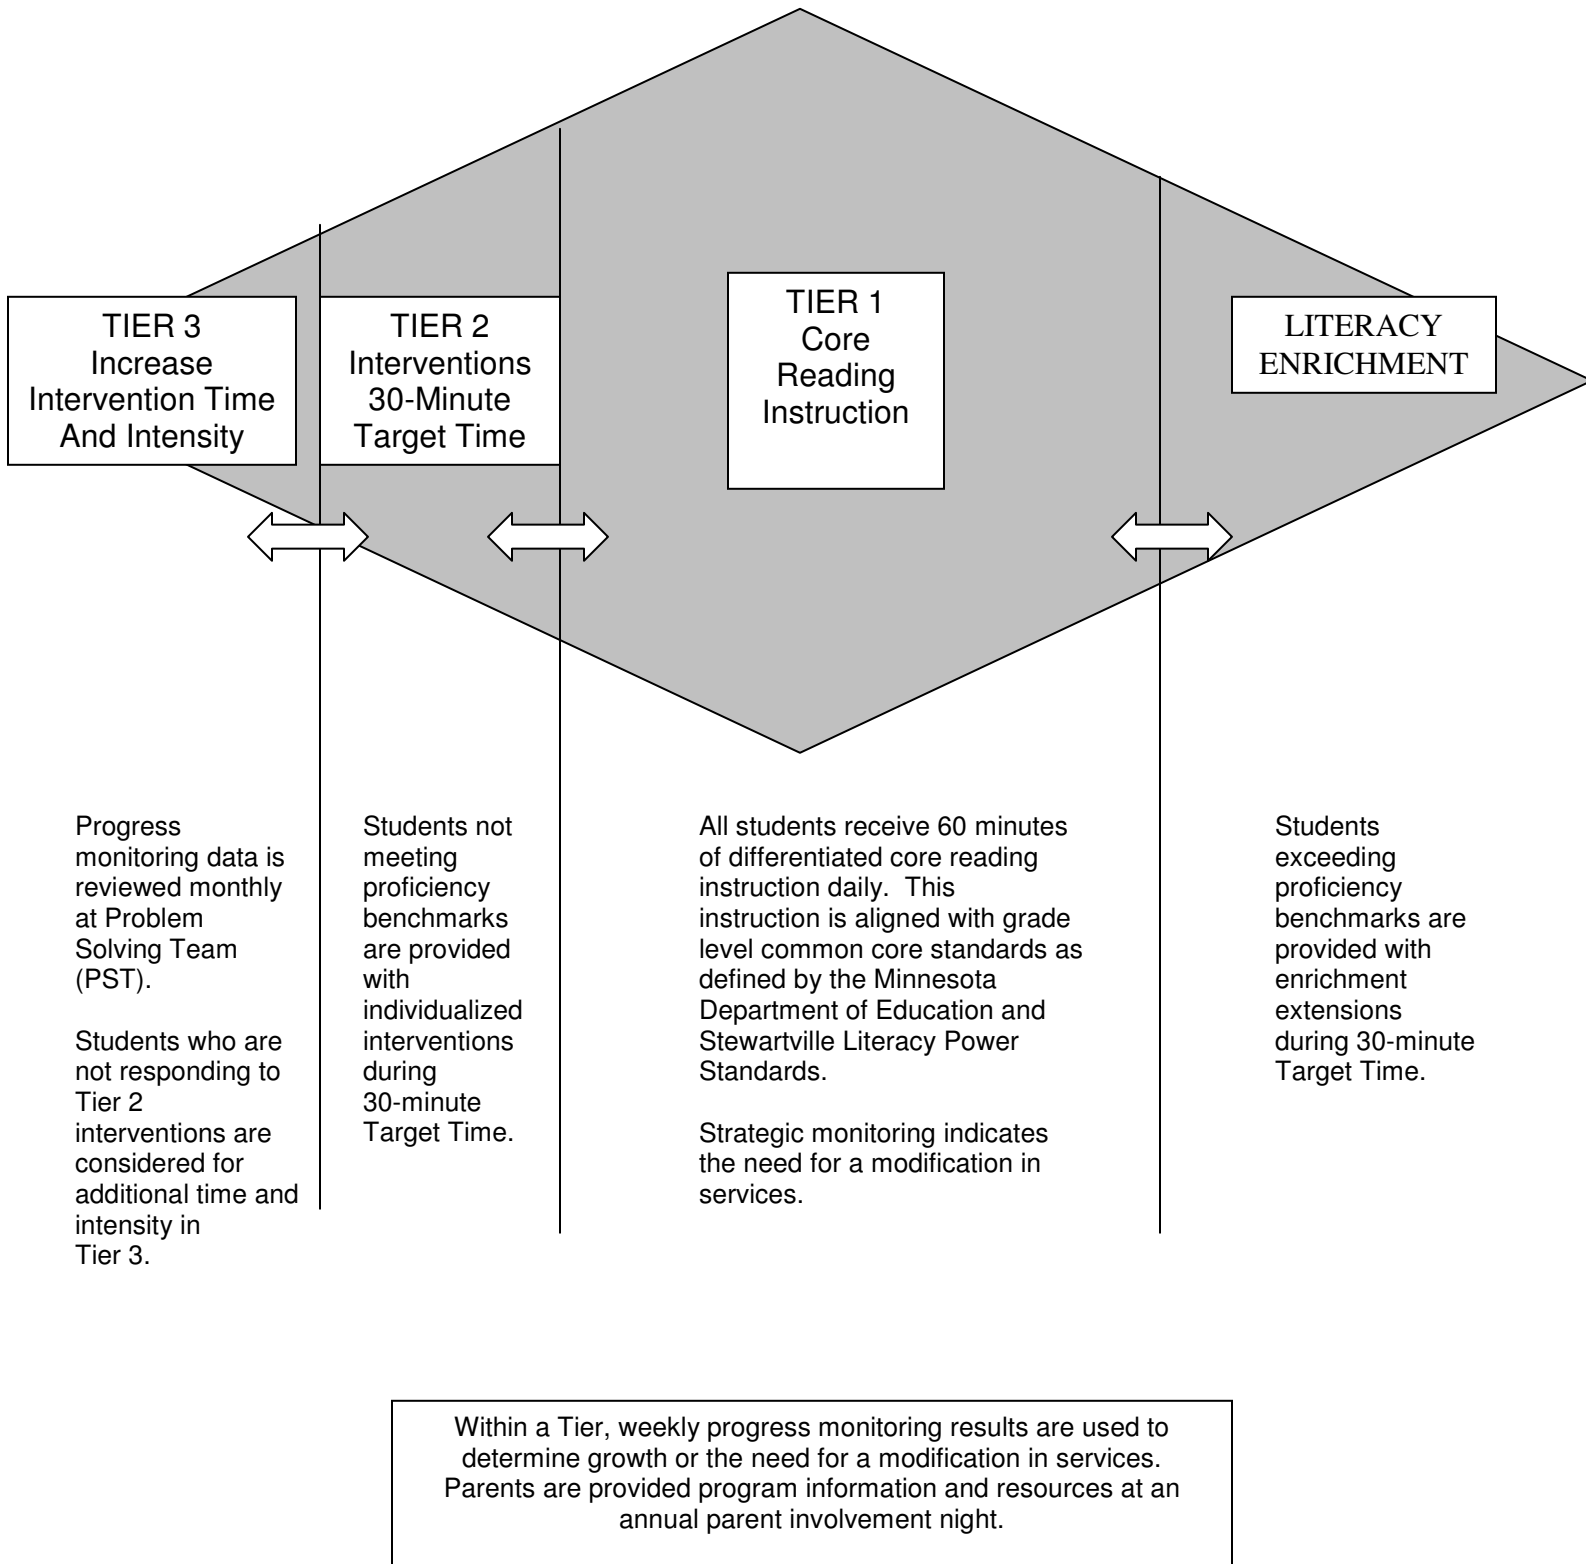 TIER 3
Increase
Intervention Time
And Intensity
TIER 2
Interventions
30-Minute
Target Time
TIER 1
Core
Reading
Instruction
LITERACY
ENRICHMENT
Progress
monitoring data is
reviewed monthly
at Problem
Solving Team
(PST).
Students who are
not responding to
Tier 2
interventions are
considered for
additional time and
intensity in
Tier 3.
Students not
meeting
proficiency
benchmarks
are provided
with
individualized
interventions
during
30-minute
Target Time.
All students receive 60 minutes
of differentiated core reading
instruction daily.  This
instruction is aligned with grade
level common core standards as
defined by the Minnesota
Department of Education and
Stewartville Literacy Power
Standards.
Strategic monitoring indicates
the need for a modification in
services.
Students
exceeding
proficiency
benchmarks are
provided with
enrichment
extensions
during 30-minute
Target Time.
Within a Tier, weekly progress monitoring results are used to
determine growth or the need for a modification in services.
Parents are provided program information and resources at an
annual parent involvement night.